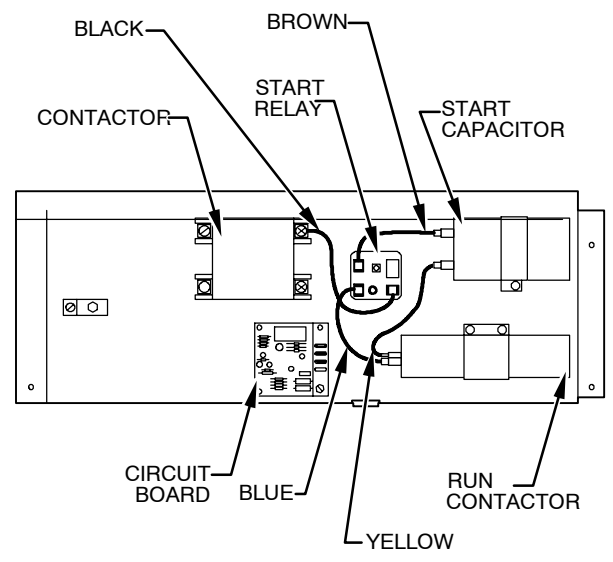 BLACK
BROWN
START
RELAY
CONTACTOR
START
CAPACITOR
CIRCUIT
BOARD
BLUE
RUN
CONTACTOR
YELLOW